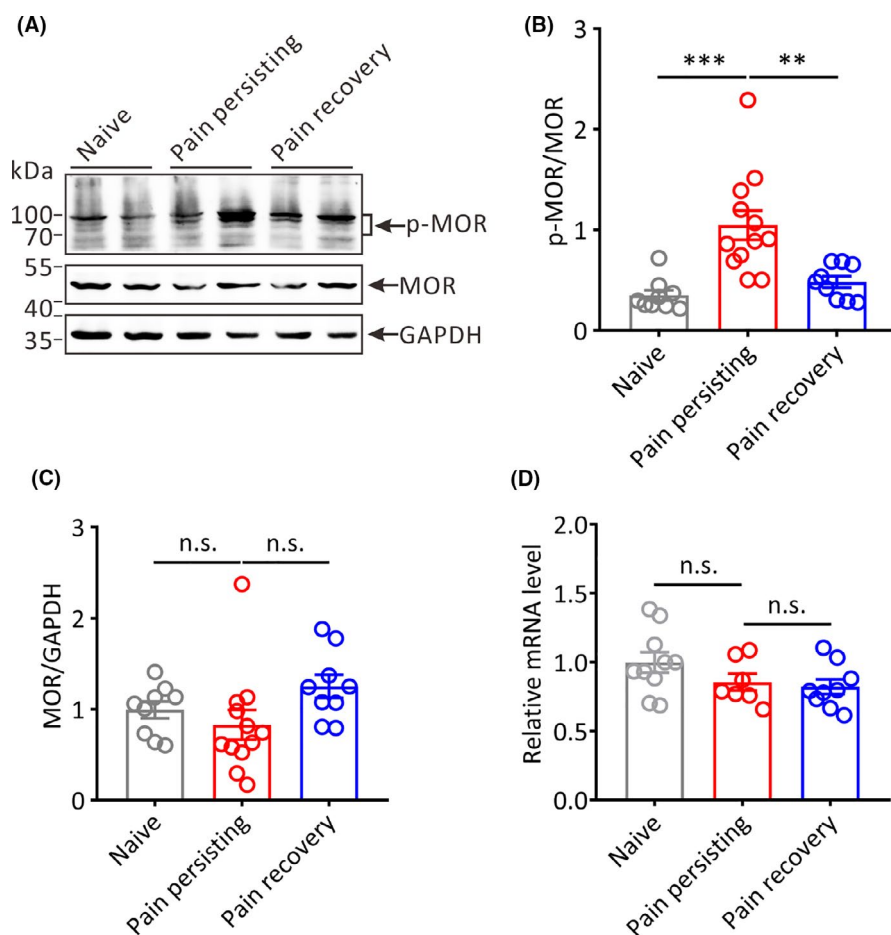 (A)
Naive
Pain persisting
Pain recovery
kDa
100
70
55
40
35
p-MOR
MOR
GAPDH
(B)
p-MOR/MOR
3
2
1
0
***
**
Naive
Pain persisting
Pain recovery
(C)
MOR/GAPDH
3
2
1
0
n.s.
n.s.
Naive
Pain persisting
Pain recovery
(D)
Relative mRNA level
2.0
1.5
1.0
0.5
0.0
n.s.
n.s.
Naive
Pain persisting
Pain recovery